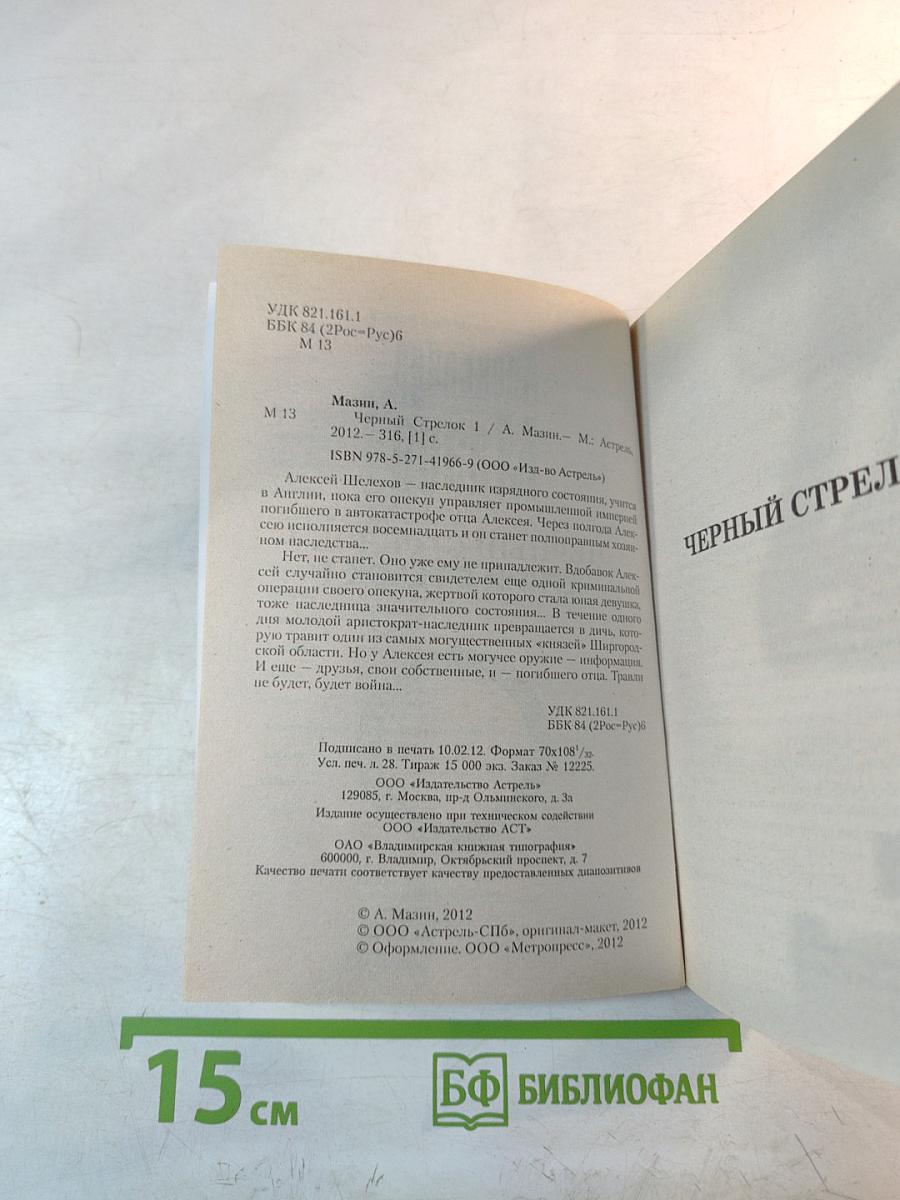 УДК 821.161.1
ББК 84 (2Рос=Рус)6
М 13
Мазин, А.
М 13 Черный Стрелок 1 / А. Мазин.— М.: Астрель,
2012.— 316, [1] с.
ISBN 978-5-271-41966-9 (ООО «Изд-во Астрель»)
Алексей Шелехов — наследник изрядного состояния, учится
в Англии, пока его опекун управляет промышленной империей
погибшего в автокатастрофе отца Алексея. Через полгода Алек-
сею исполняется восемнадцать и он станет полноправным хозяи-
ном наследства...
Нет, не станет. Оно уже ему не принадлежит. Вдобавок Алек-
сей случайно становится свидетелем еще одной криминальной
операции своего опекуна, жертвой которого стала юная девушка,
тоже наследница значительного состояния... В течение одного
дня молодой аристократ-наследник превращается в дичь, кото-
рую травит один из самых могущественных «князей» Ширгород-
ской области. Но у Алексея есть могучее оружие — информация.
И еще — друзья, свои собственные, и — погибшего отца. Травли
не будет, будет война...
УДК 821.161.1
ББК 84 (2Рос=Рус)6
Подписано в печать 10.02.12. Формат 70х108 1/32.
Усл. печ. л. 28. Тираж 15 000 экз. Заказ № 12225.
ООО «Издательство Астрель»
129085, г. Москва, пр-д Ольминского, д. 3а
Издание осуществлено при техническом содействии
ООО «Издательство АСТ»
ОАО «Владимирская книжная типография»
600000, г. Владимир, Октябрьский проспект, д. 7
Качество печати соответствует качеству предоставленных диапозитивов
© А. Мазин, 2012
© ООО «Астрель-СПб», оригинал-макет, 2012
© Оформление. ООО «Метропресс», 2012
ЧЕРНЫЙ СТРЕЛ
15 см
БФ БИБЛИОФАН